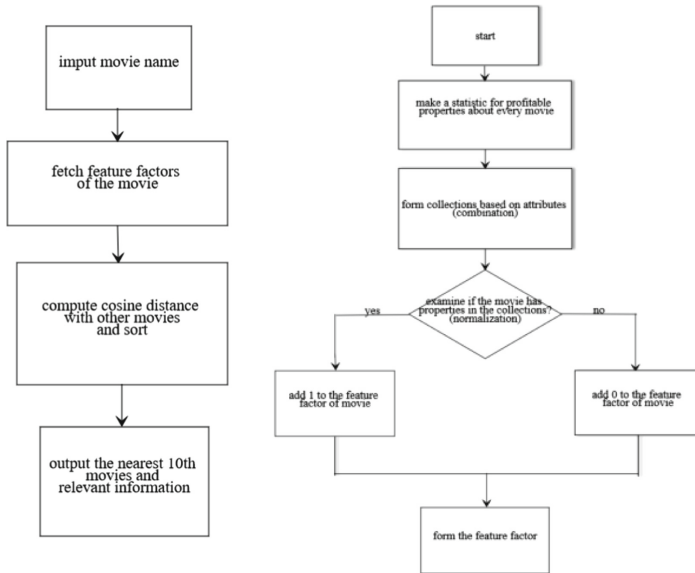 imput movie name
fetch feature factors
of the movie
compute cosine distance
with other movies
and sort
output the nearest 10th
movies and
relevant information
start
make a statistic for profitable
properties about every movie
form collections based on attributes
(combination)
examine if the movie has
properties in the collections?
(normalization)
yes
no
add 1 to the feature
factor of movie
add 0 to the feature
factor of movie
form the feature factor